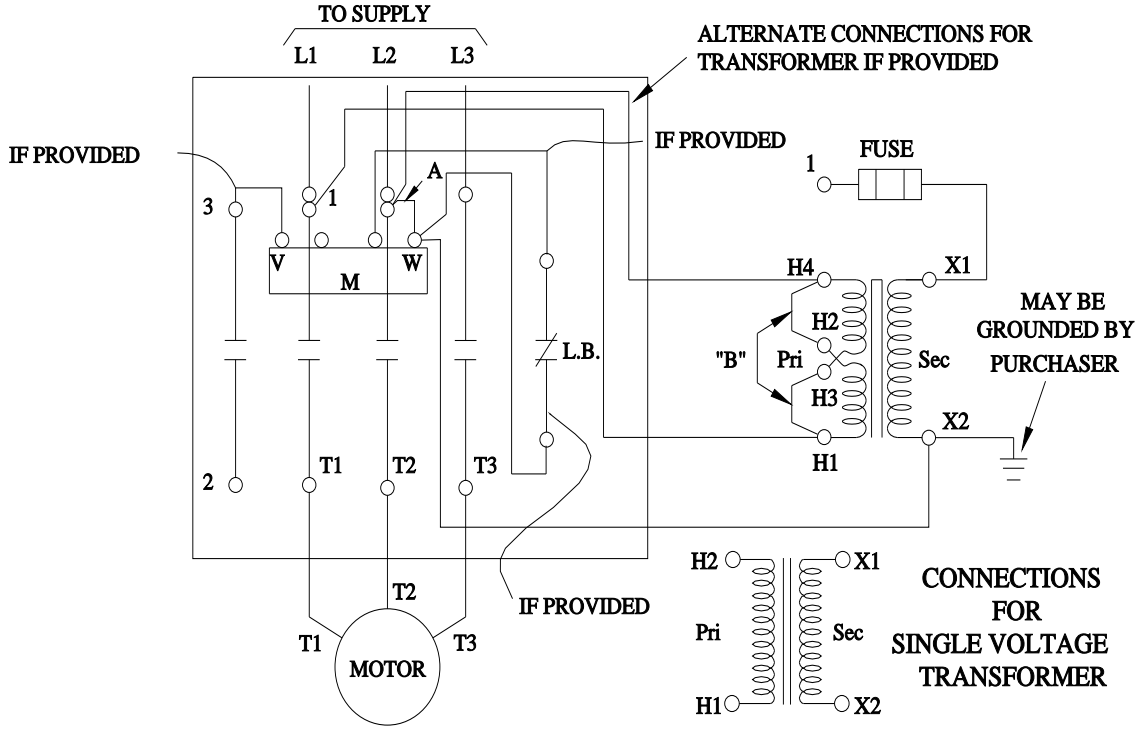 TO SUPPLY
L1
L2
L3
ALTERNATE CONNECTIONS FOR
TRANSFORMER IF PROVIDED
IF PROVIDED
IF PROVIDED
A
1
FUSE
3
1
V
W
M
H4
X1
MAY BE
GROUNDED BY
PURCHASER
H2
"B"
Pri
Sec
L.B.
H3
X2
H1
T1
T2
T3
2
H2
X1
CONNECTIONS
FOR
SINGLE VOLTAGE
TRANSFORMER
T2
IF PROVIDED
Pri
Sec
T1
T3
MOTOR
H1
X2